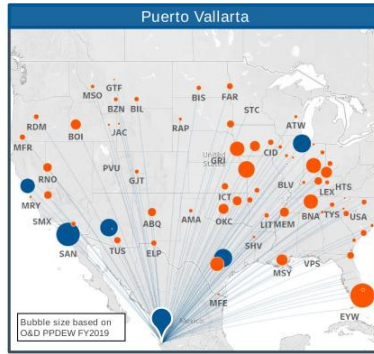 Puerto Vallarta
GTF
MSO
BZN
BIL
BIS
FAR
STC
RDM
BOI
JAC
RAP
ATW
MFR
GRI
CID
United
RNO
PVU
GJT
BLV
LEX
HTS
MRY
ICT
SMX
ABQ
AMA
OKC
LIT
MEM
BNA
TYS
USA
SAN
TUS
ELP
SHV
MSY
VPS
MFE
EYW
Mexico
Bubble size based on
O&D PPDEW FY2019